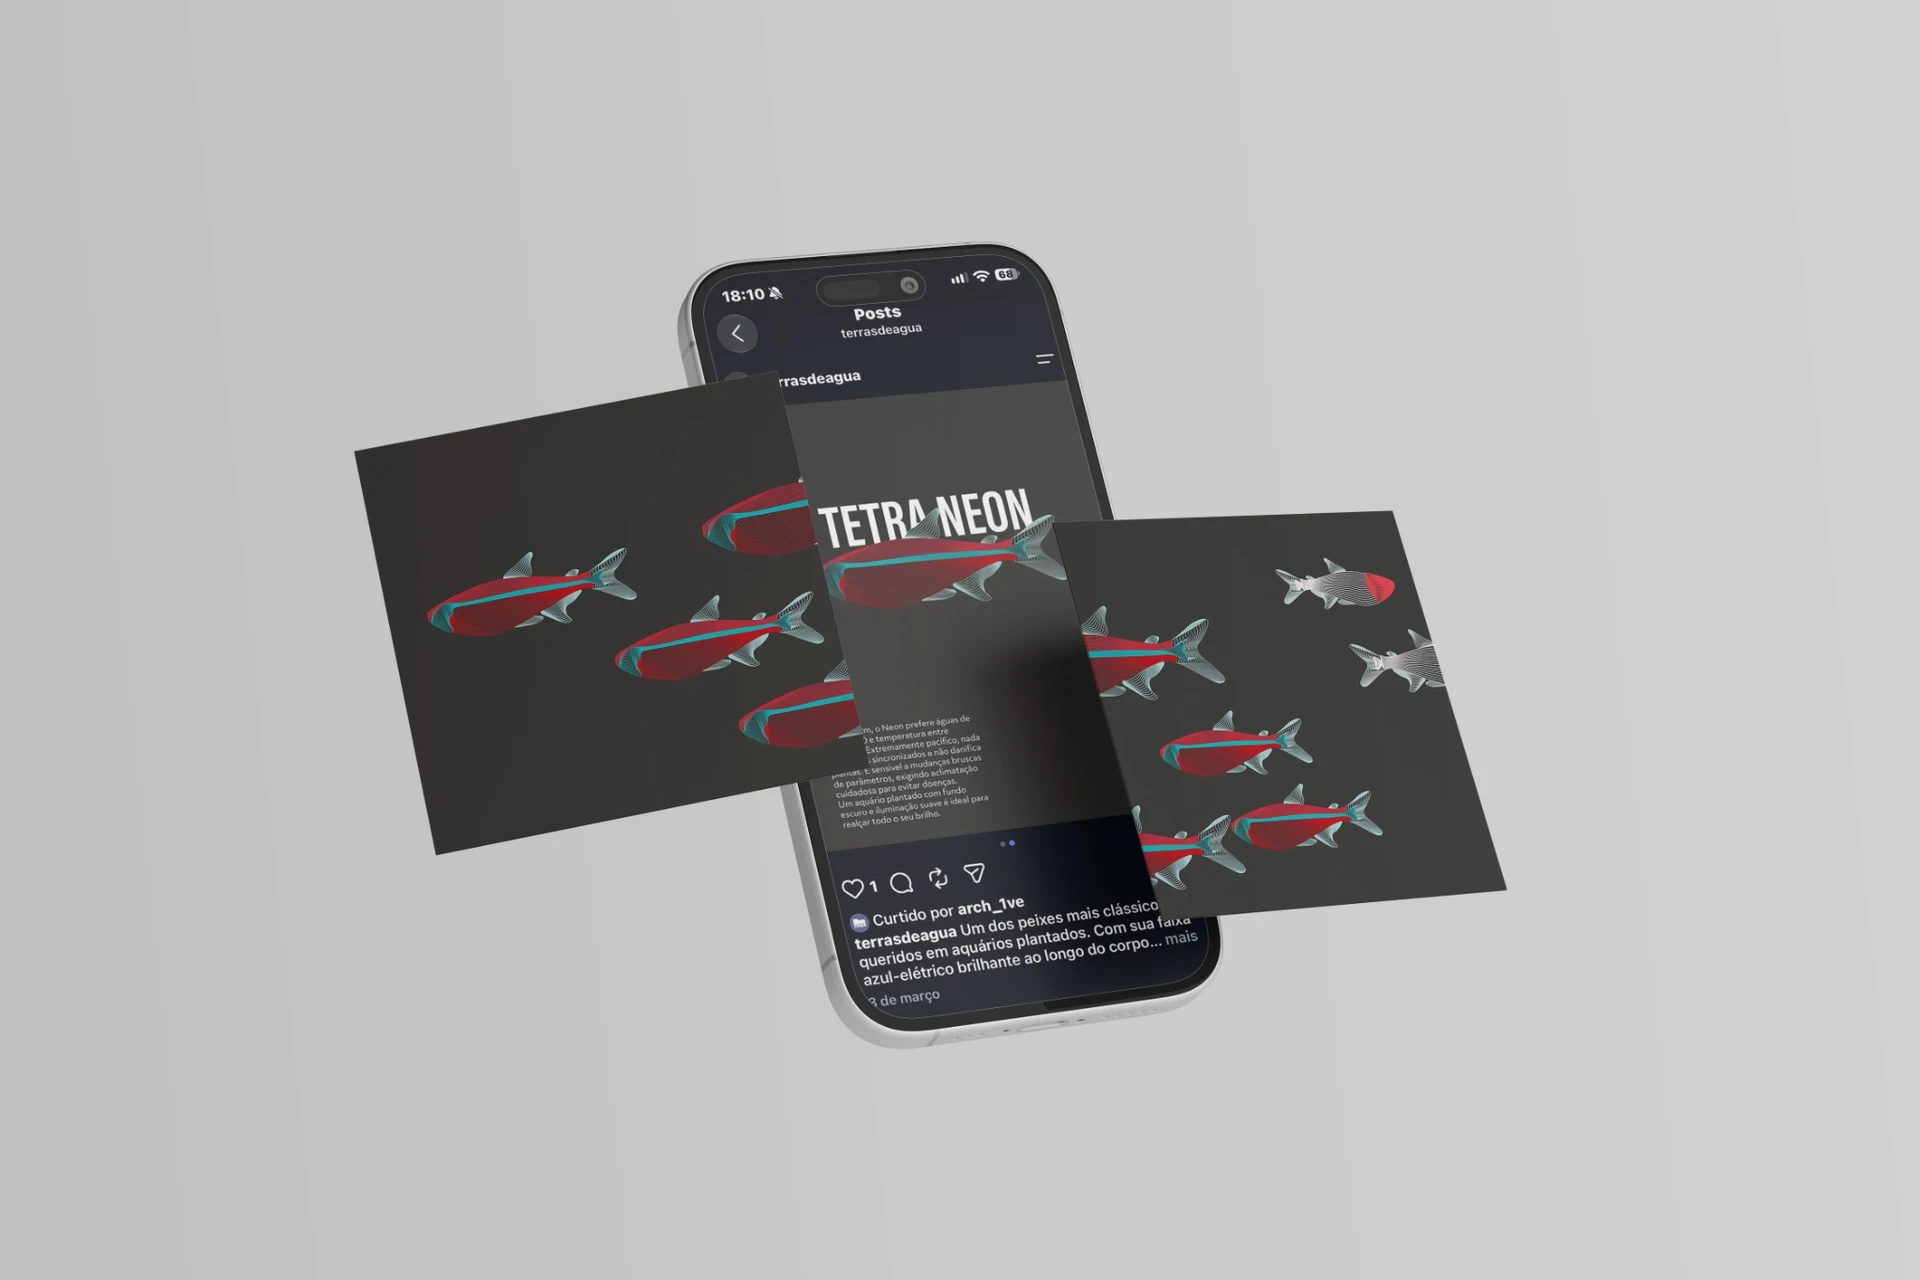 18:10
68
Posts
terrasdeagua
rrasdeagua
TETRA NEON
o Neon prefere águas de
e temperatura entre
Extremamente pacífico, nada
sincronizados e não danifica
plantas. É sensível a mudanças bruscas
de parâmetros, exigindo aclimatação
cuidadosa para evitar doenças.
Um aquário plantado com fundo
escuro e iluminação suave é ideal para
realçar todo o seu brilho.
1
Curtido por arch_1ve
terrasdeagua Um dos peixes mais clássico
queridos em aquários plantados. Com sua faixa
azul-elétrico brilhante ao longo do corpo... mais
3 de março